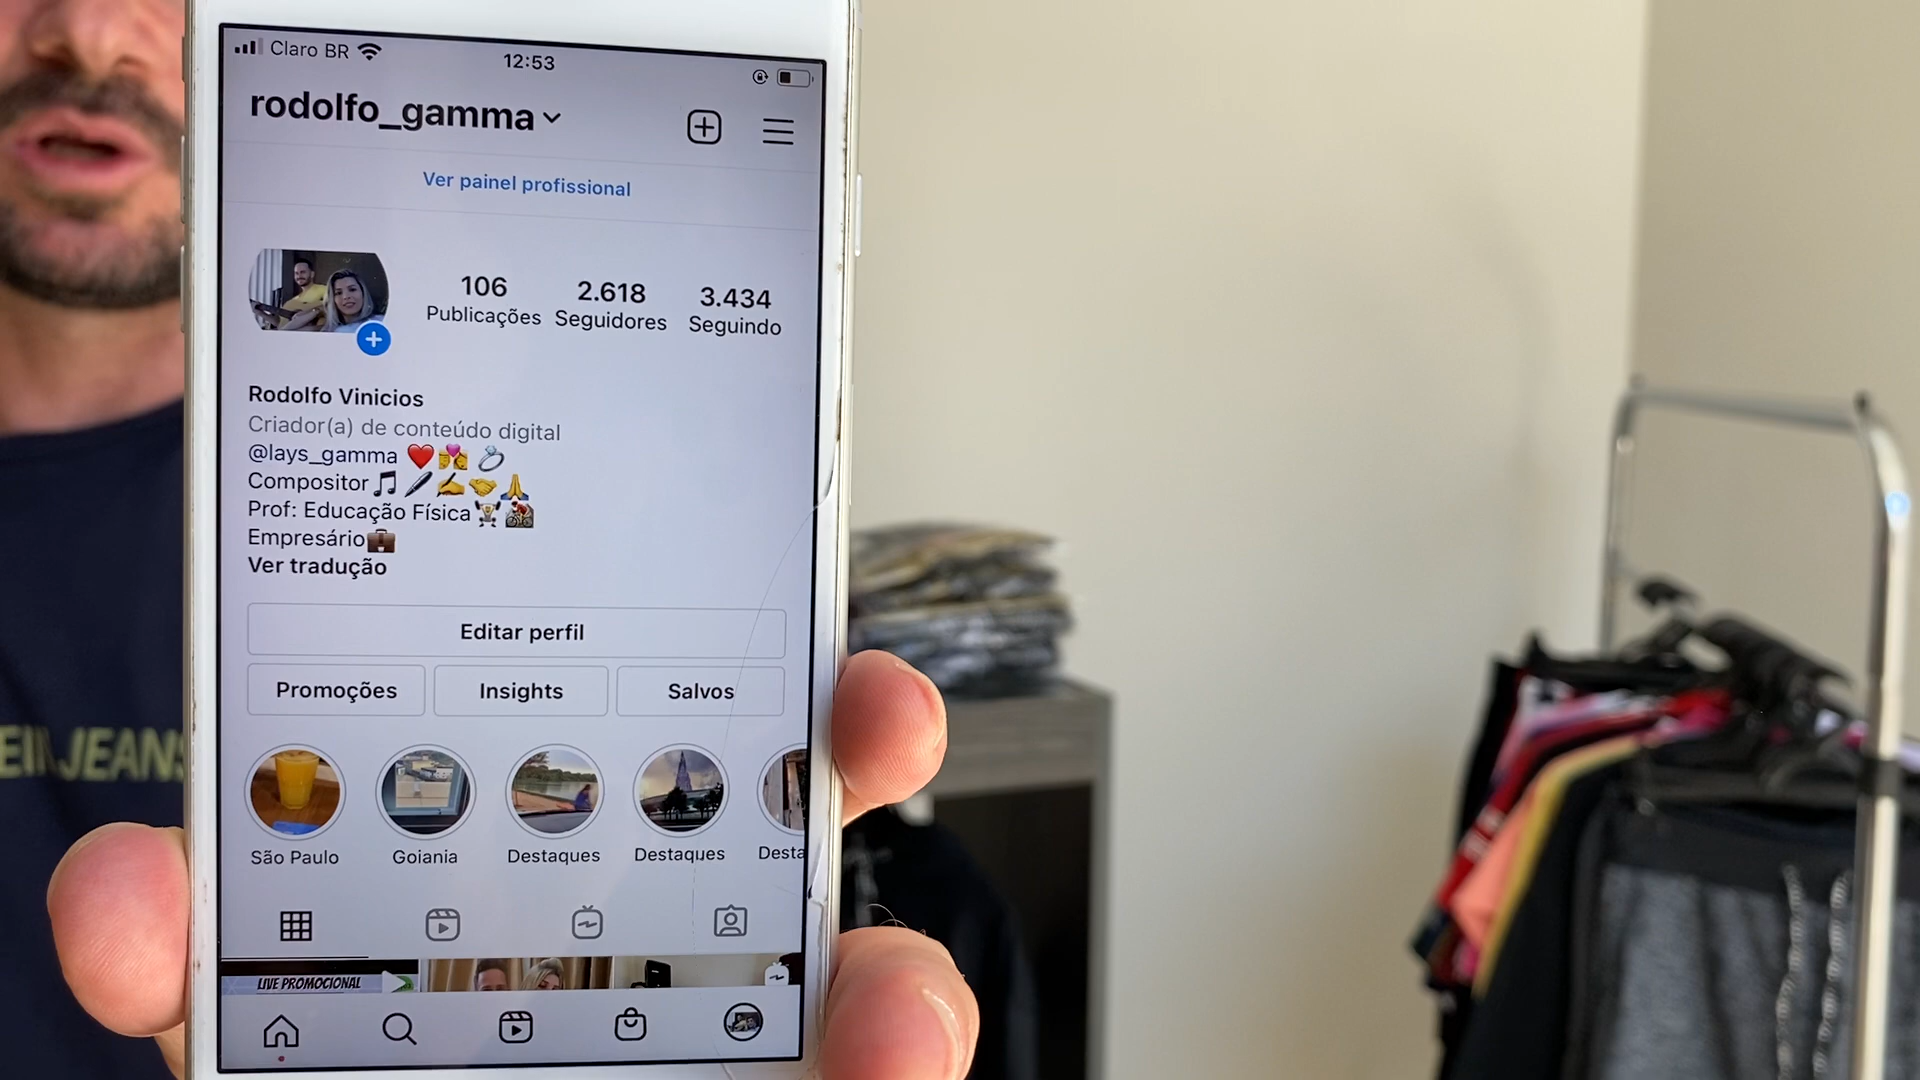 Claro BR
12:53
rodolfo_gamma
Ver painel profissional
106 2.618 3.434
Publicações Seguidores Seguindo
Rodolfo Vinicios
Criador(a) de conteúdo digital
@lays_gamma ❤️💏💍
Compositor🎵🖊️✍️🤝🙏
Prof: Educação Física🏋️🚵
Empresário💼
Ver tradução
Editar perfil
Promoções Insights Salvos
São Paulo Goiania Destaques Destaques Desta
LIVE PROMOCIONAL
JEANS